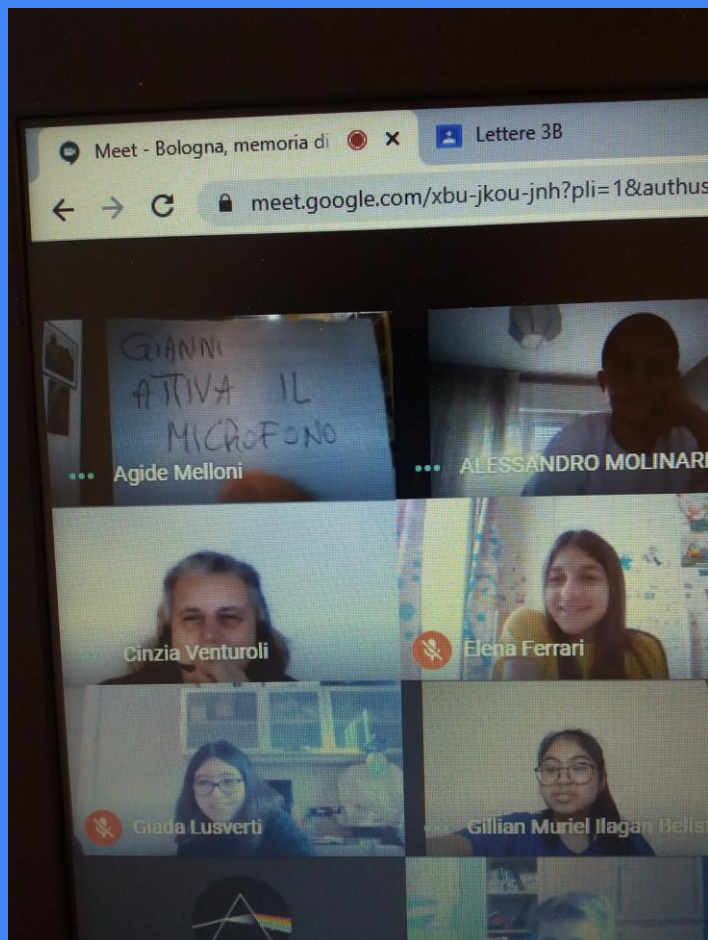 Meet - Bologna, memoria di
Lettere 3B
meet.google.com/xbu-jkou-jnh?pli=1&authus
GIANNI
ATTIVA IL
MICROFONO
Agide Melloni
ALESSANDRO MOLINARI
Cinzia Venturoli
Elena Ferrari
Giada Lusverti
Gillian Muriel Ilagan Belis